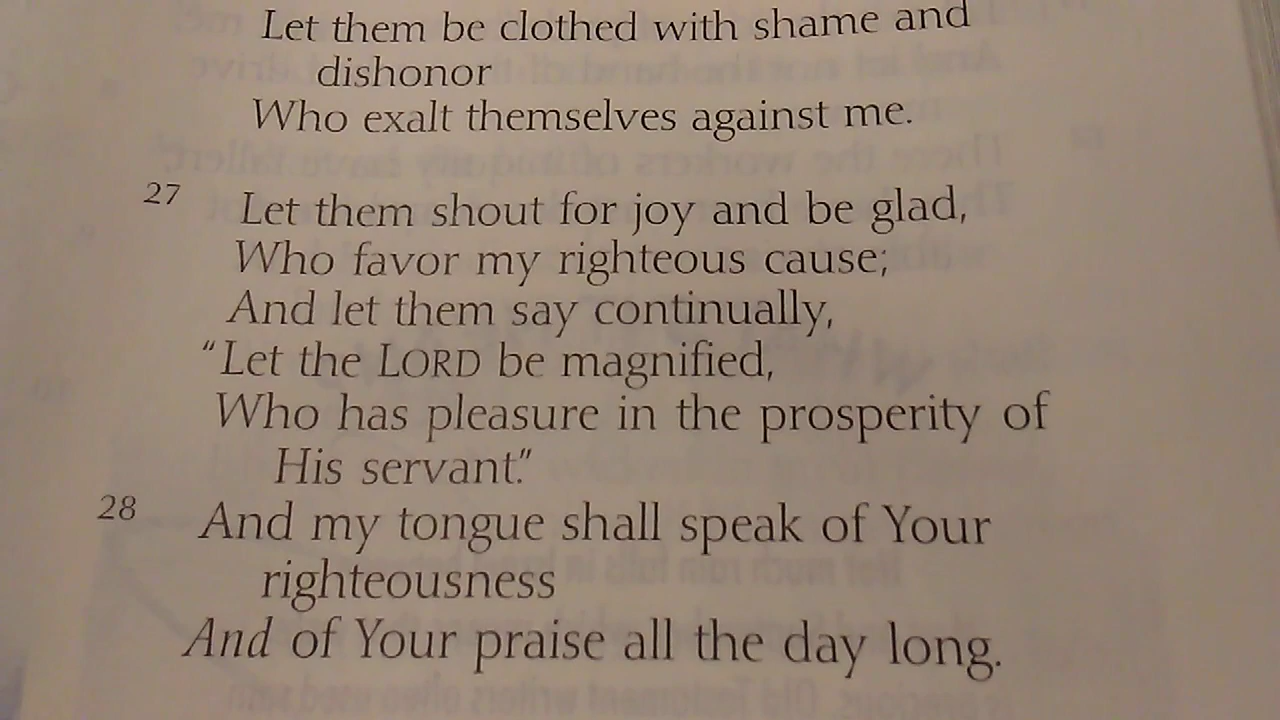 Let them be clothed with shame and
dishonor
Who exalt themselves against me.
27 Let them shout for joy and be glad,
Who favor my righteous cause;
And let them say continually,
"Let the LORD be magnified,
Who has pleasure in the prosperity of
His servant."
28 And my tongue shall speak of Your
righteousness
And of Your praise all the day long.